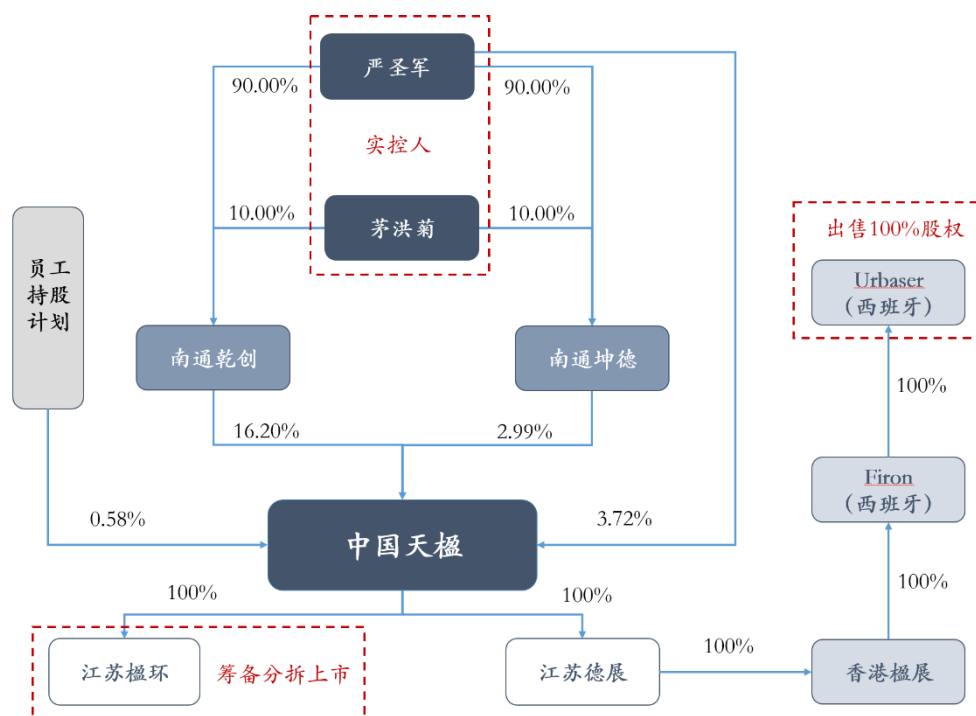 严圣军
90.00%
90.00%
实控人
10.00%
茅洪菊
10.00%
员工
持股
计划
出售100%股权
Urbaser
(西班牙)
南通乾创
南通坤德
100%
16.20%
2.99%
Firon
(西班牙)
0.58%
中国天楹
3.72%
100%
100%
100%
江苏楹环
筹备分拆上市
江苏德展
100%
香港楹展